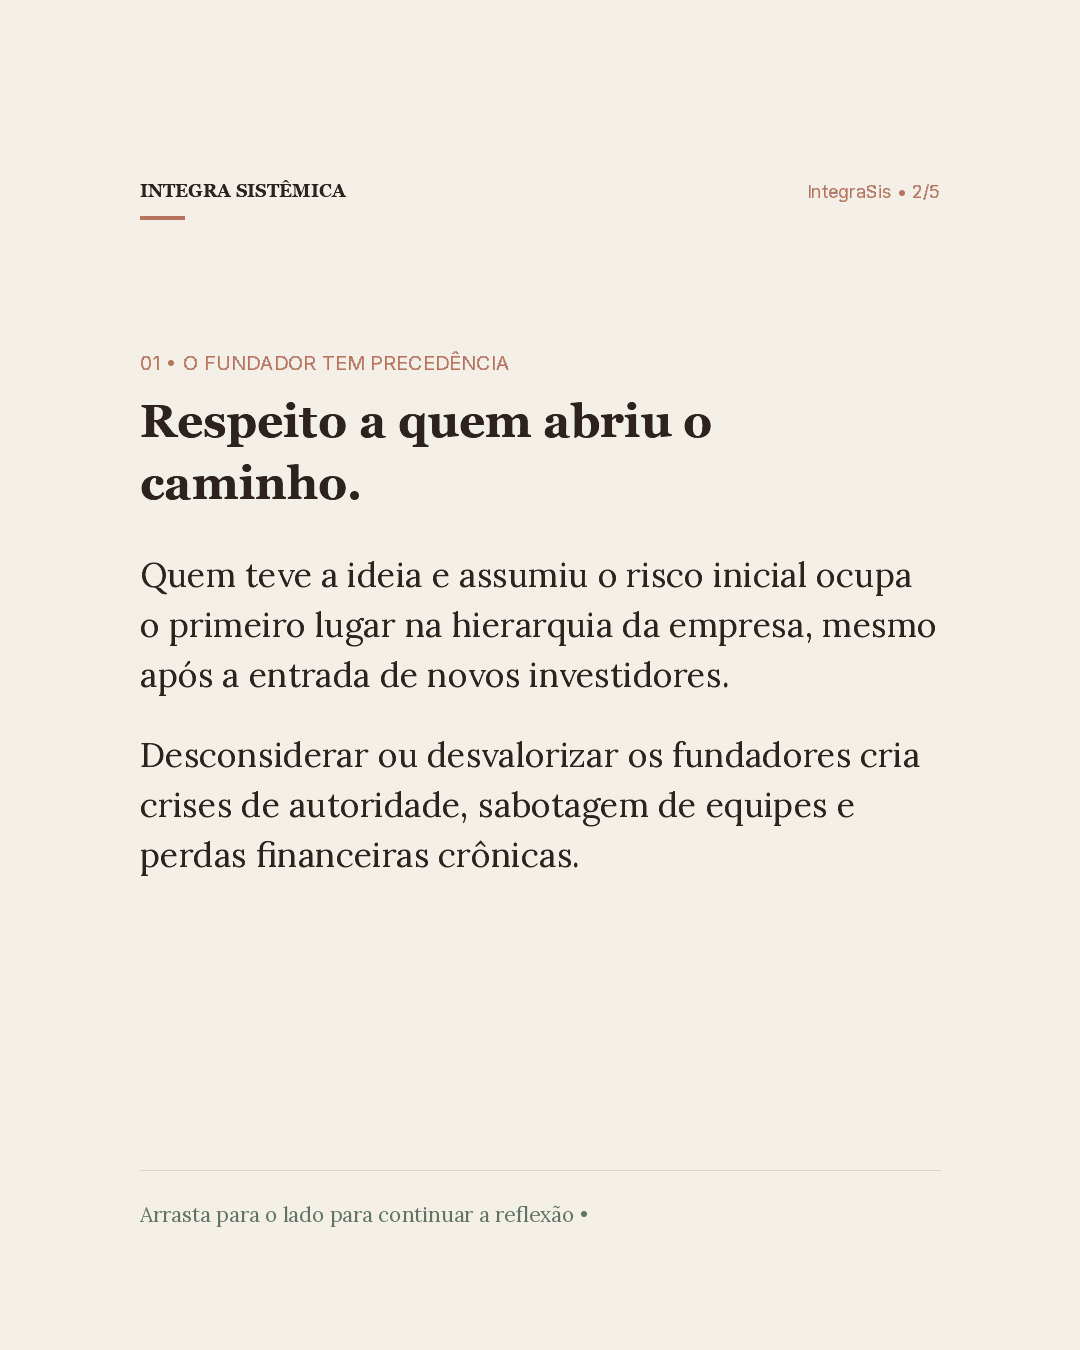 INTEGRA SISTÊMICA
IntegraSis • 2/5
01 • O FUNDADOR TEM PRECEDÊNCIA
Respeito a quem abriu o
caminho.
Quem teve a ideia e assumiu o risco inicial ocupa
o primeiro lugar na hierarquia da empresa, mesmo
após a entrada de novos investidores.
Desconsiderar ou desvalorizar os fundadores cria
crises de autoridade, sabotagem de equipes e
perdas financeiras crônicas.
Arrasta para o lado para continuar a reflexão •